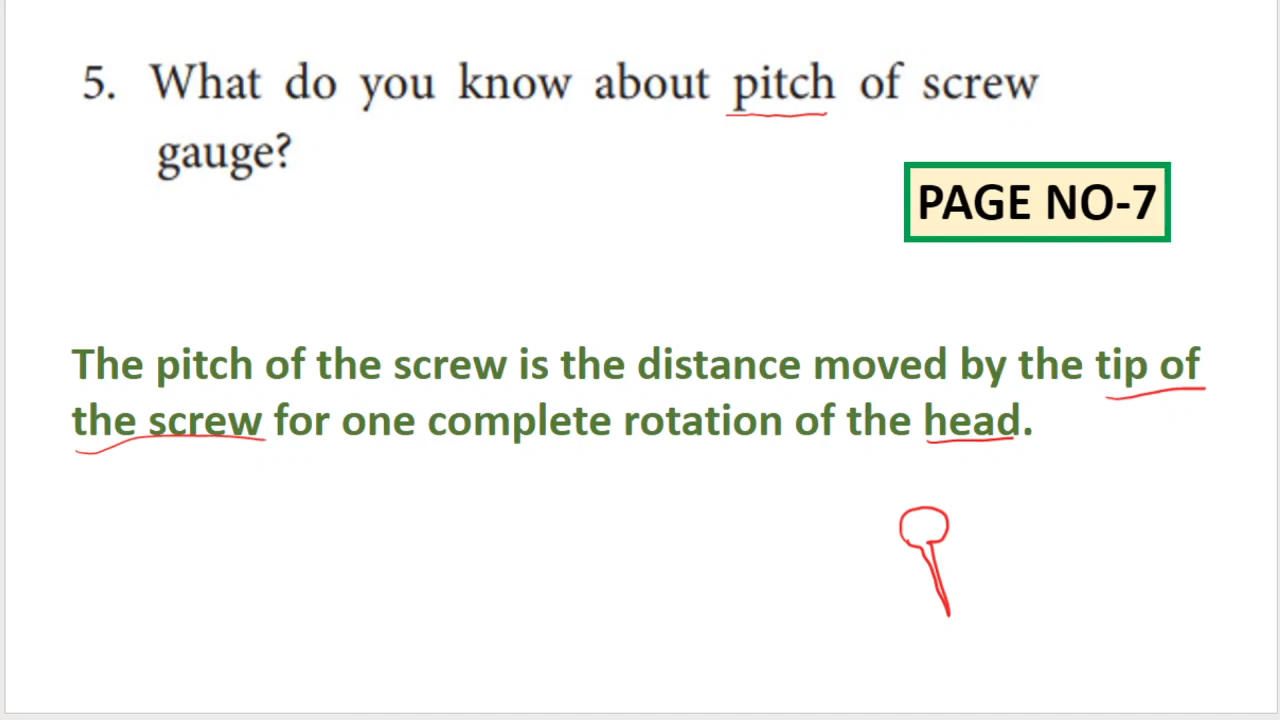 5. What do you know about pitch of screw
gauge?
PAGE NO-7
The pitch of the screw is the distance moved by the tip of
the screw for one complete rotation of the head.